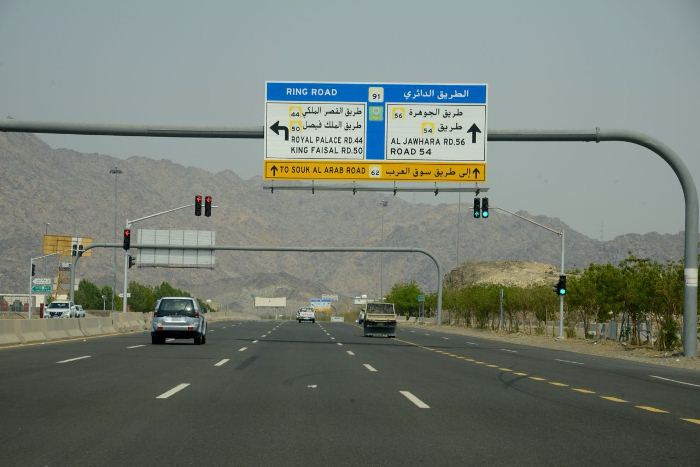 RING ROAD
91
الطريق الدائري
44 طريق القصر الملكي
50 طريق الملك فيصل
ROYAL PALACE RD.44
KING FAISAL RD.50
56 طريق الجوهرة
54 طريق
AL JAWHARA RD.56
ROAD 54
TO SOUK AL ARAB ROAD
62
إلى طريق سوق العرب